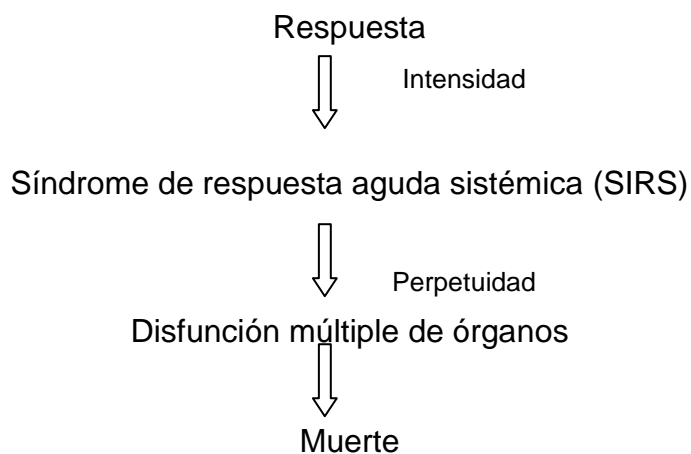 Respuesta
Intensidad
Síndrome de respuesta aguda sistémica (SIRS)
Perpetuidad
Disfunción múltiple de órganos
Muerte